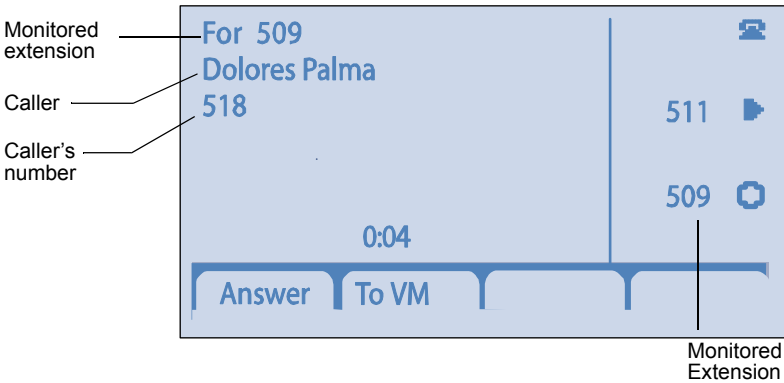 Monitored
extension
Caller
Caller's
number
For 509
Dolores Palma
518
511
509
0:04
Answer
To VM
Monitored
Extension